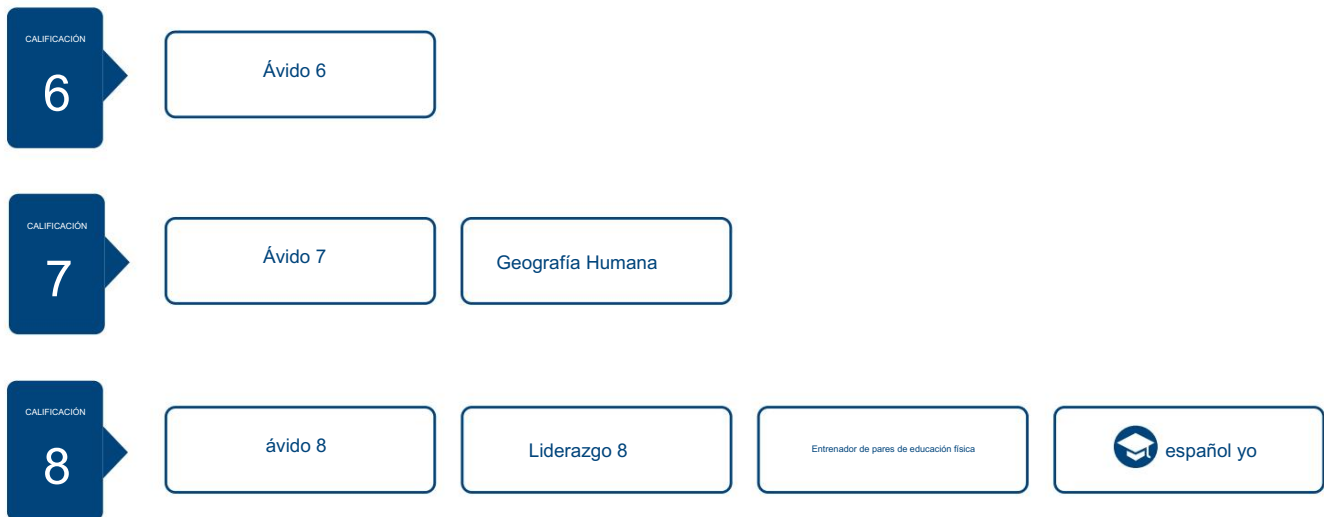 CALIFICACIÓN
6
Ávido 6
CALIFICACIÓN
7
Ávido 7
Geografía Humana
CALIFICACIÓN
8
ávido 8
Liderazgo 8
Entrenador de pares de educación física
español yo